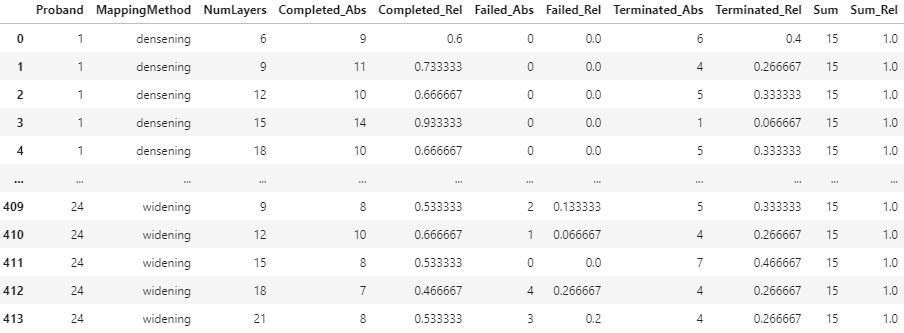 Proband MappingMethod NumLayers Completed_Abs Completed_Rel Failed_Abs Failed_Rel Terminated_Abs Terminated_Rel Sum Sum_Rel
0 1 densening 6 9 0.6 0 0.0 6 0.4 15 1.0
1 1 densening 9 11 0.733333 0 0.0 4 0.266667 15 1.0
2 1 densening 12 10 0.666667 0 0.0 5 0.333333 15 1.0
3 1 densening 15 14 0.933333 0 0.0 1 0.066667 15 1.0
4 1 densening 18 10 0.666667 0 0.0 5 0.333333 15 1.0
... ... ... ... ... ... ... ... ... ... ... ...
409 24 widening 9 8 0.533333 2 0.133333 5 0.333333 15 1.0
410 24 widening 12 10 0.666667 1 0.066667 4 0.266667 15 1.0
411 24 widening 15 8 0.533333 0 0.0 7 0.466667 15 1.0
412 24 widening 18 7 0.466667 4 0.266667 4 0.266667 15 1.0
413 24 widening 21 8 0.533333 3 0.2 4 0.266667 15 1.0